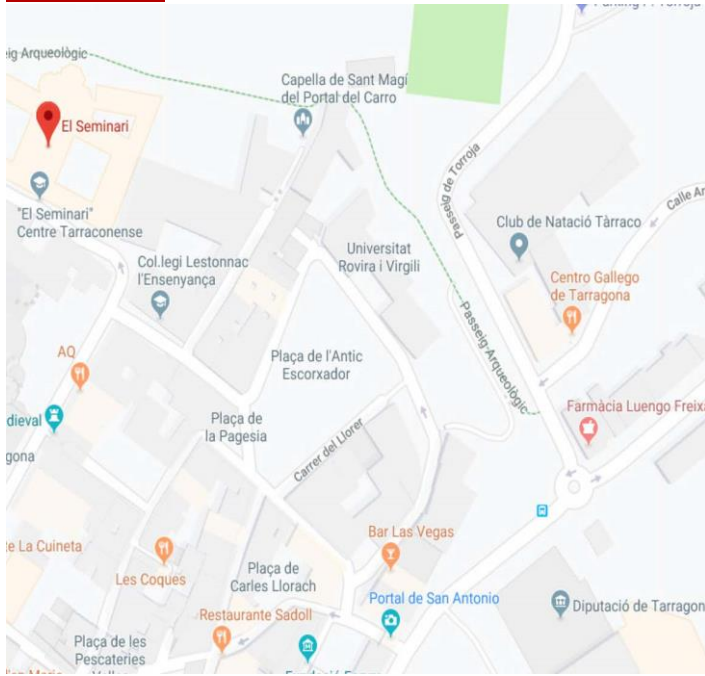 Parking P. Torroja
eig Arqueològic
Capella de Sant Magí
del Portal del Carro
El Seminari
Passeig de Torroja
"El Seminari"
Centre Tarraconense
Club de Natació Tàrraco
Calle Ar
Universitat
Rovira i Virgili
Col.legi Lestonnac
l'Ensenyança
Centro Gallego
de Tarragona
Passeig Arqueològic
AQ
Plaça de l'Antic
Escorxador
dieval
gona
Plaça de
la Pagesia
Farmàcia Luengo Freixa
Carrer del Llorer
Bar Las Vegas
te La Cuineta
Les Coques
Plaça de
Carles Llorach
Portal de San Antonio
Diputació de Tarragon
Restaurante Sadoll
Plaça de les
Pescateries